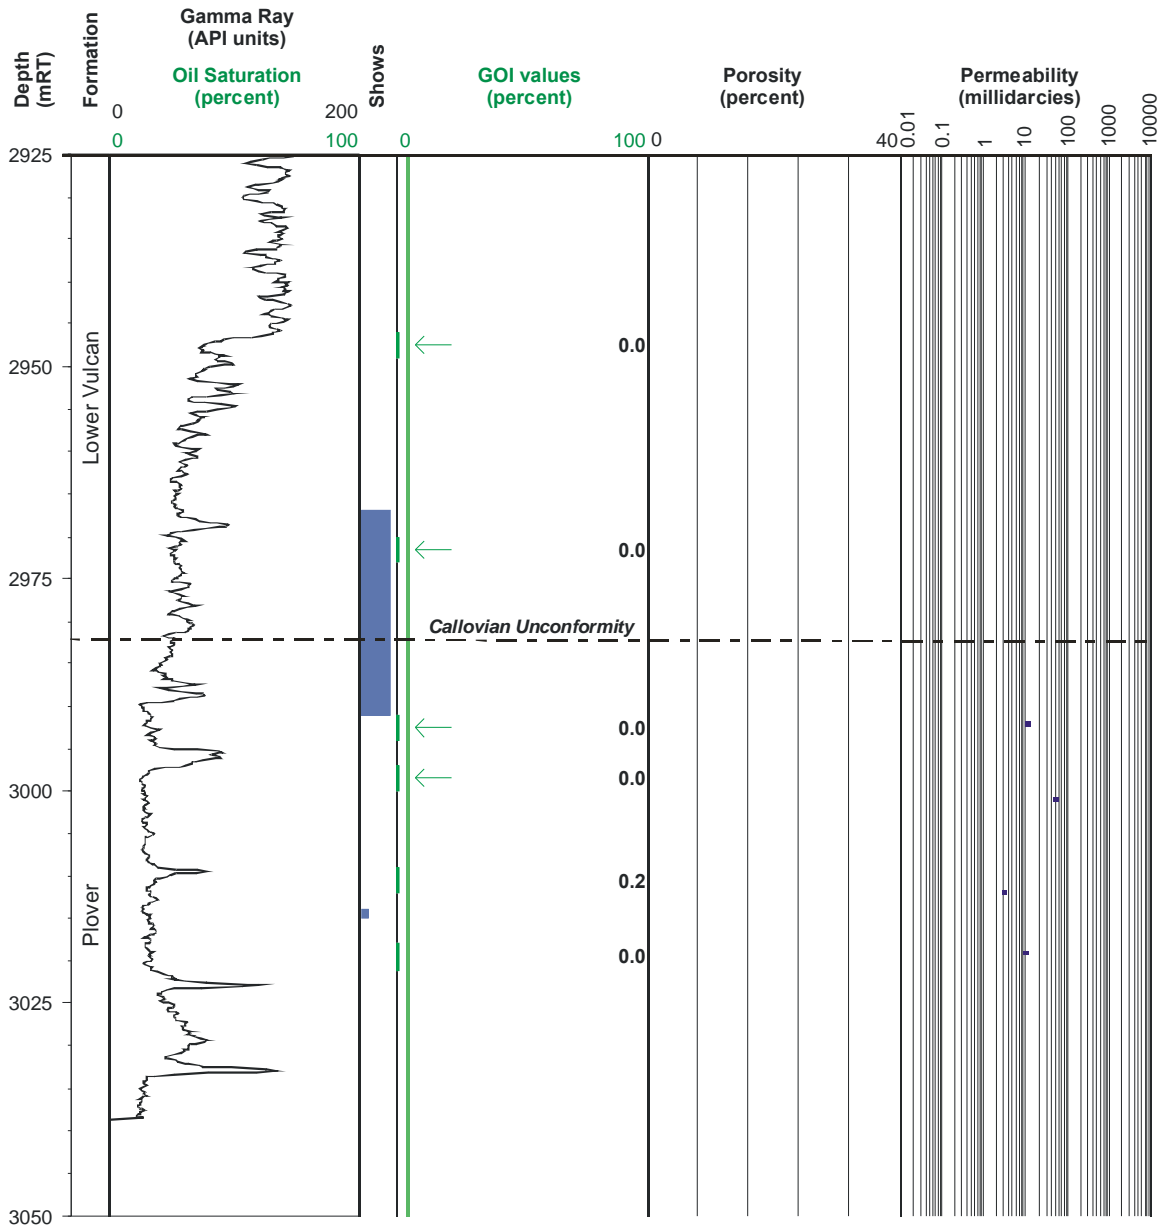 Depth
(mRT)
Formation
Gamma Ray
(API units)
Oil Saturation
(percent)
0 200
0 100
Shows
GOI values
(percent)
0 100
Porosity
(percent)
0 40
Permeability
(millidarcies)
0.01 0.1 1 10 100 1000 10000
2925
2950
2975
3000
3025
3050
Lower Vulcan
Plover
0.0
0.0
Callovian Unconformity
0.0
0.0
0.2
0.0